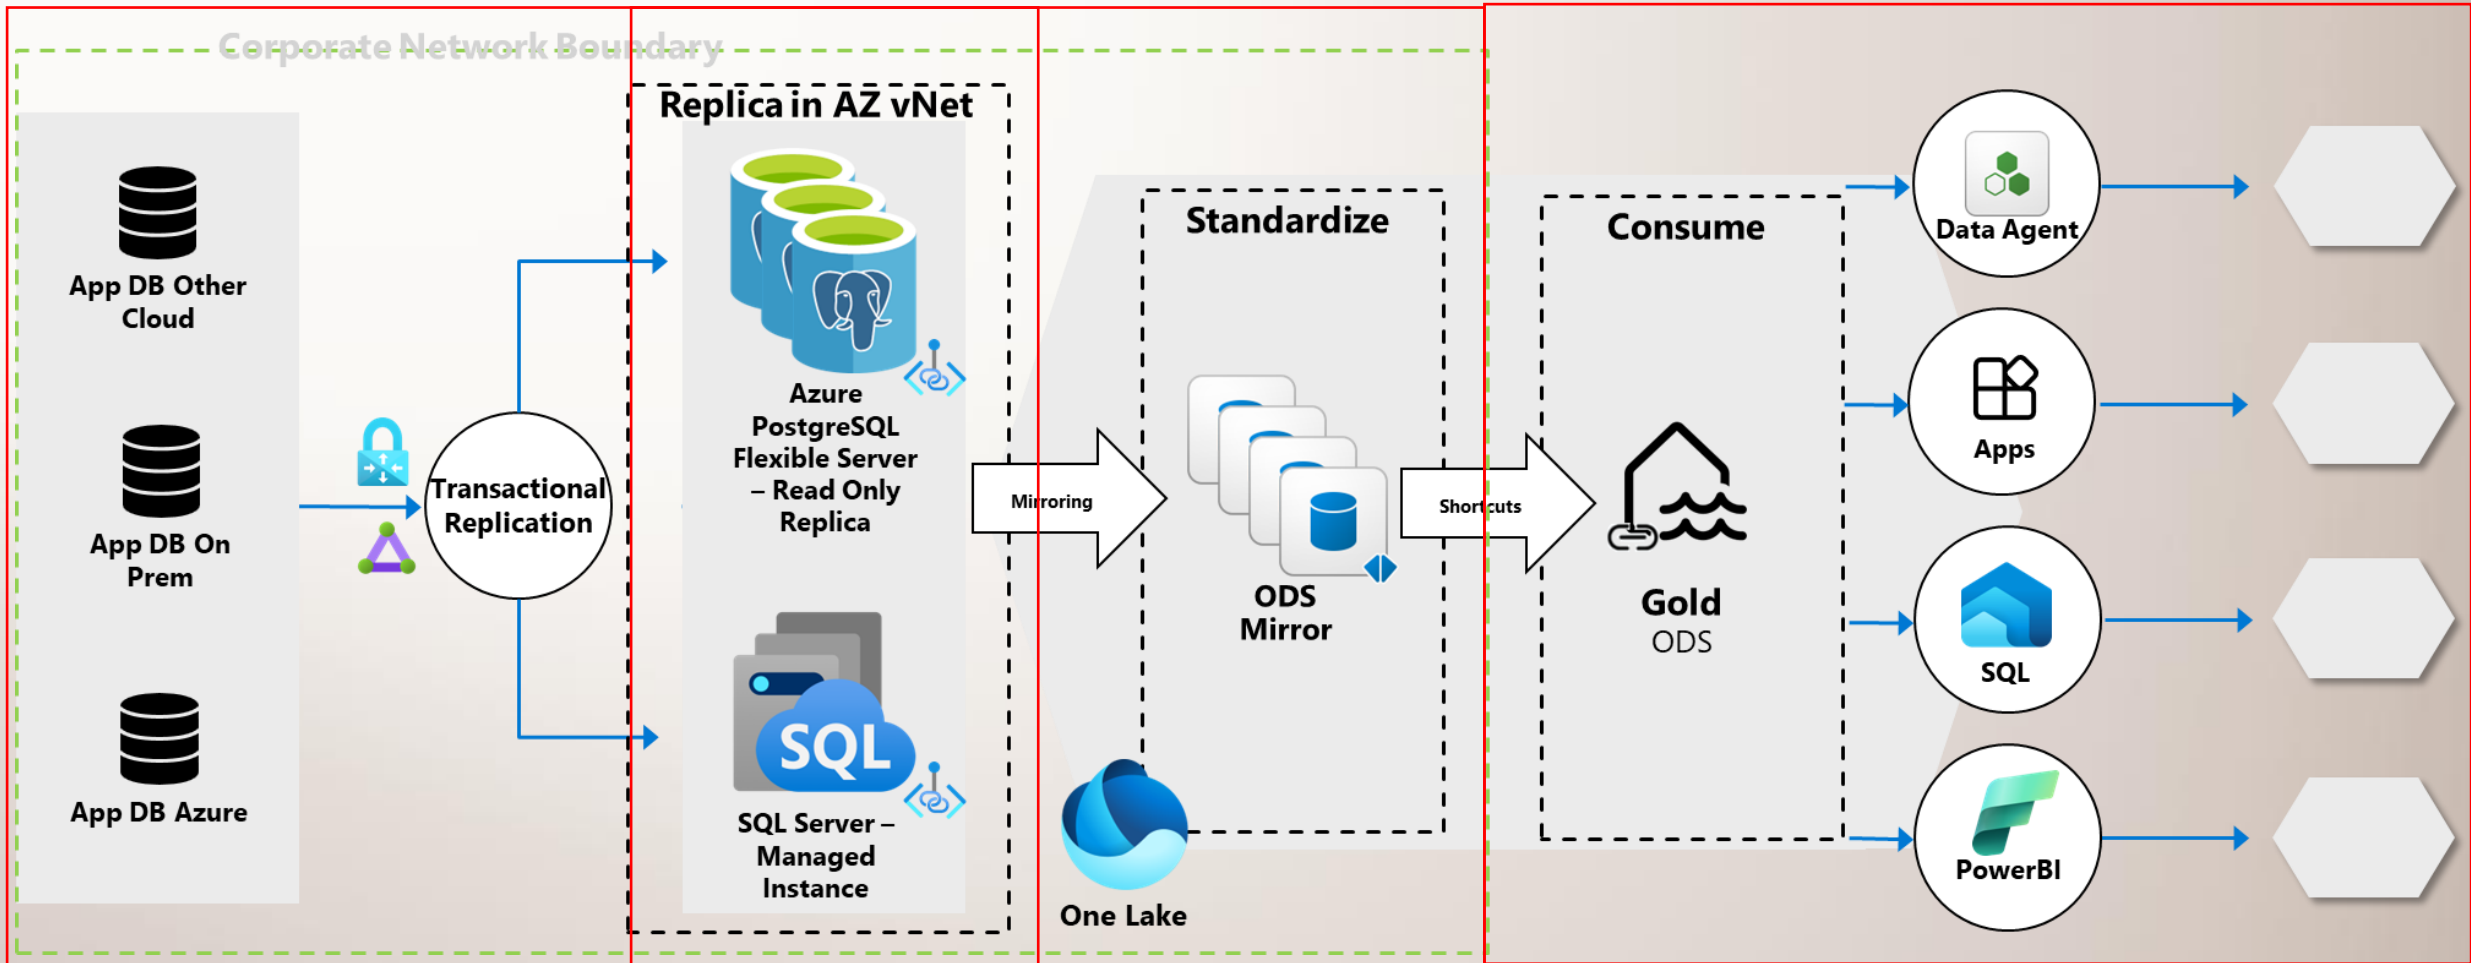 Corporate Network Boundary
App DB Other
Cloud
App DB On
Prem
App DB Azure
Transactional
Replication
Replica in AZ vNet
Azure
PostgreSQL
Flexible Server
– Read Only
Replica
SQL
SQL Server –
Managed
Instance
Mirroring
Standardize
ODS
Mirror
One Lake
Shortcuts
Consume
Gold
ODS
Data Agent
Apps
SQL
PowerBI